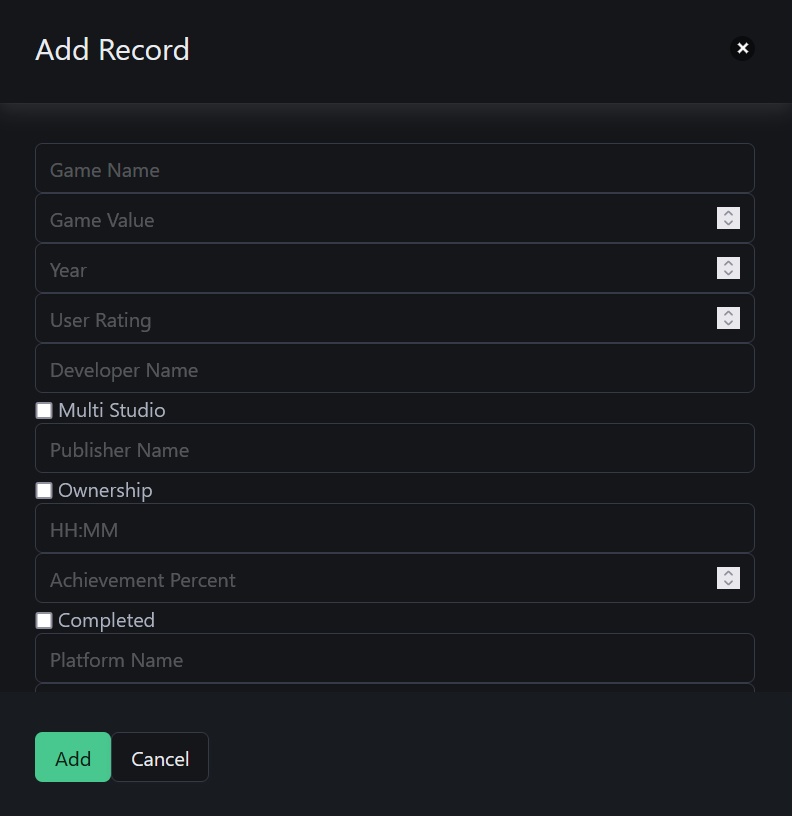 Add Record
Game Name
Game Value
Year
User Rating
Developer Name
Multi Studio
Publisher Name
Ownership
HH:MM
Achievement Percent
Completed
Platform Name
Add
Cancel